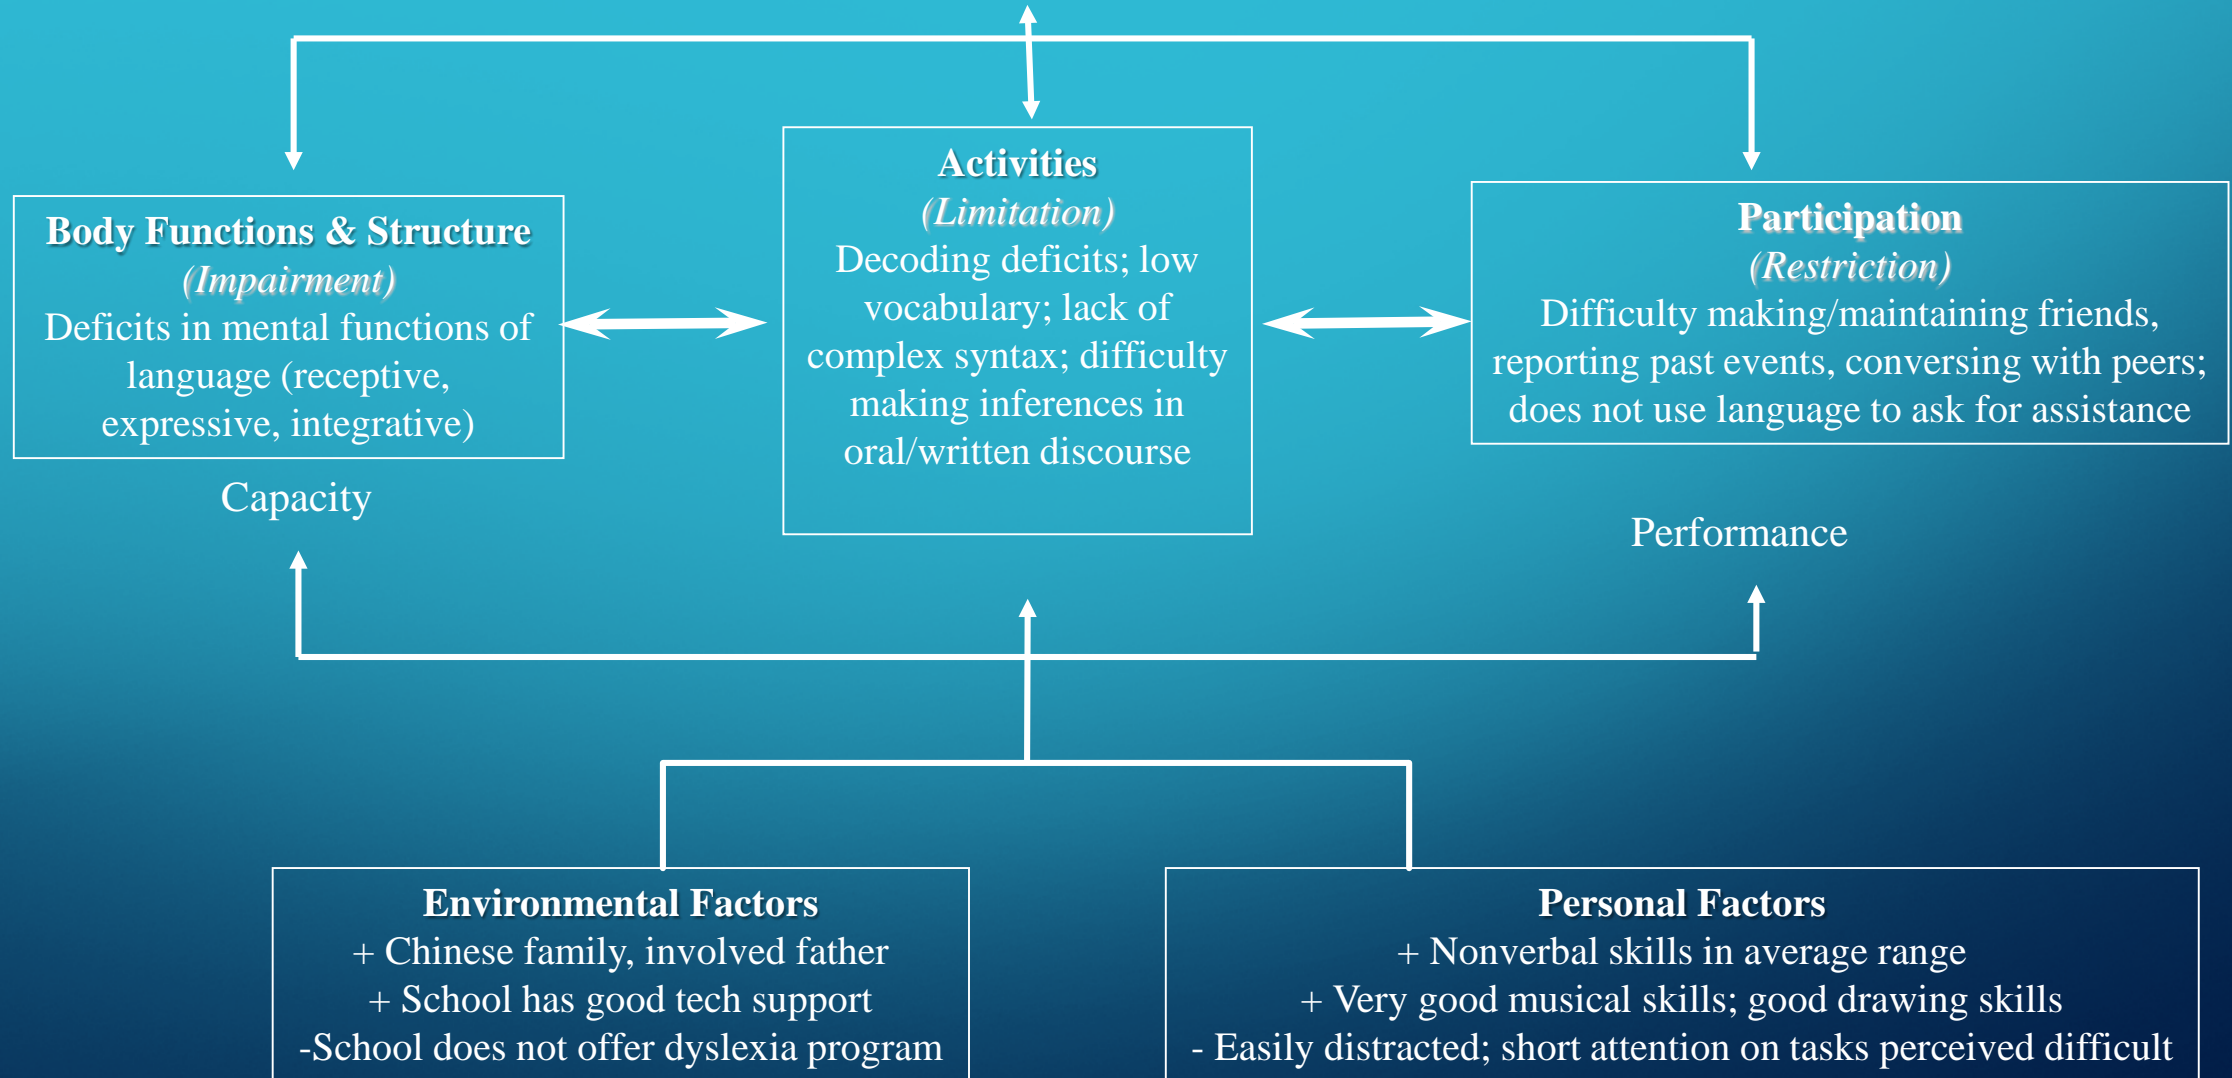 Body Functions & Structure
(Impairment)
Deficits in mental functions of
language (receptive,
expressive, integrative)
Capacity
Activities
(Limitation)
Decoding deficits; low
vocabulary; lack of
complex syntax; difficulty
making inferences in
oral/written discourse
Participation
(Restriction)
Difficulty making/maintaining friends,
reporting past events, conversing with peers;
does not use language to ask for assistance
Performance
Environmental Factors
+ Chinese family, involved father
+ School has good tech support
-School does not offer dyslexia program
Personal Factors
+ Nonverbal skills in average range
+ Very good musical skills; good drawing skills
- Easily distracted; short attention on tasks perceived difficult